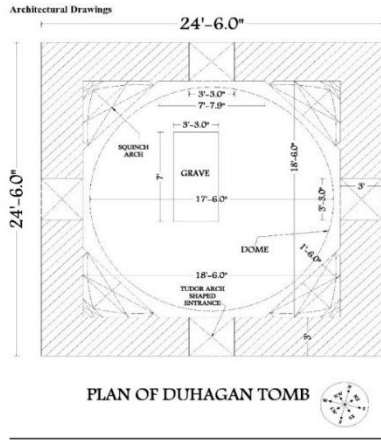 Architectural Drawings
24'-6.0"
3'-3.0"
7'-7.9"
3'-3.0"
SQUINCH
ARCH
7'
GRAVE
18'-6.0"
24'-6.0"
17'-6.0"
3'-3.0"
3'
DOME
1'-6.0"
18'-6.0"
TUDOR ARCH
SHAPED
ENTRANCE
3'
PLAN OF DUHAGAN TOMB